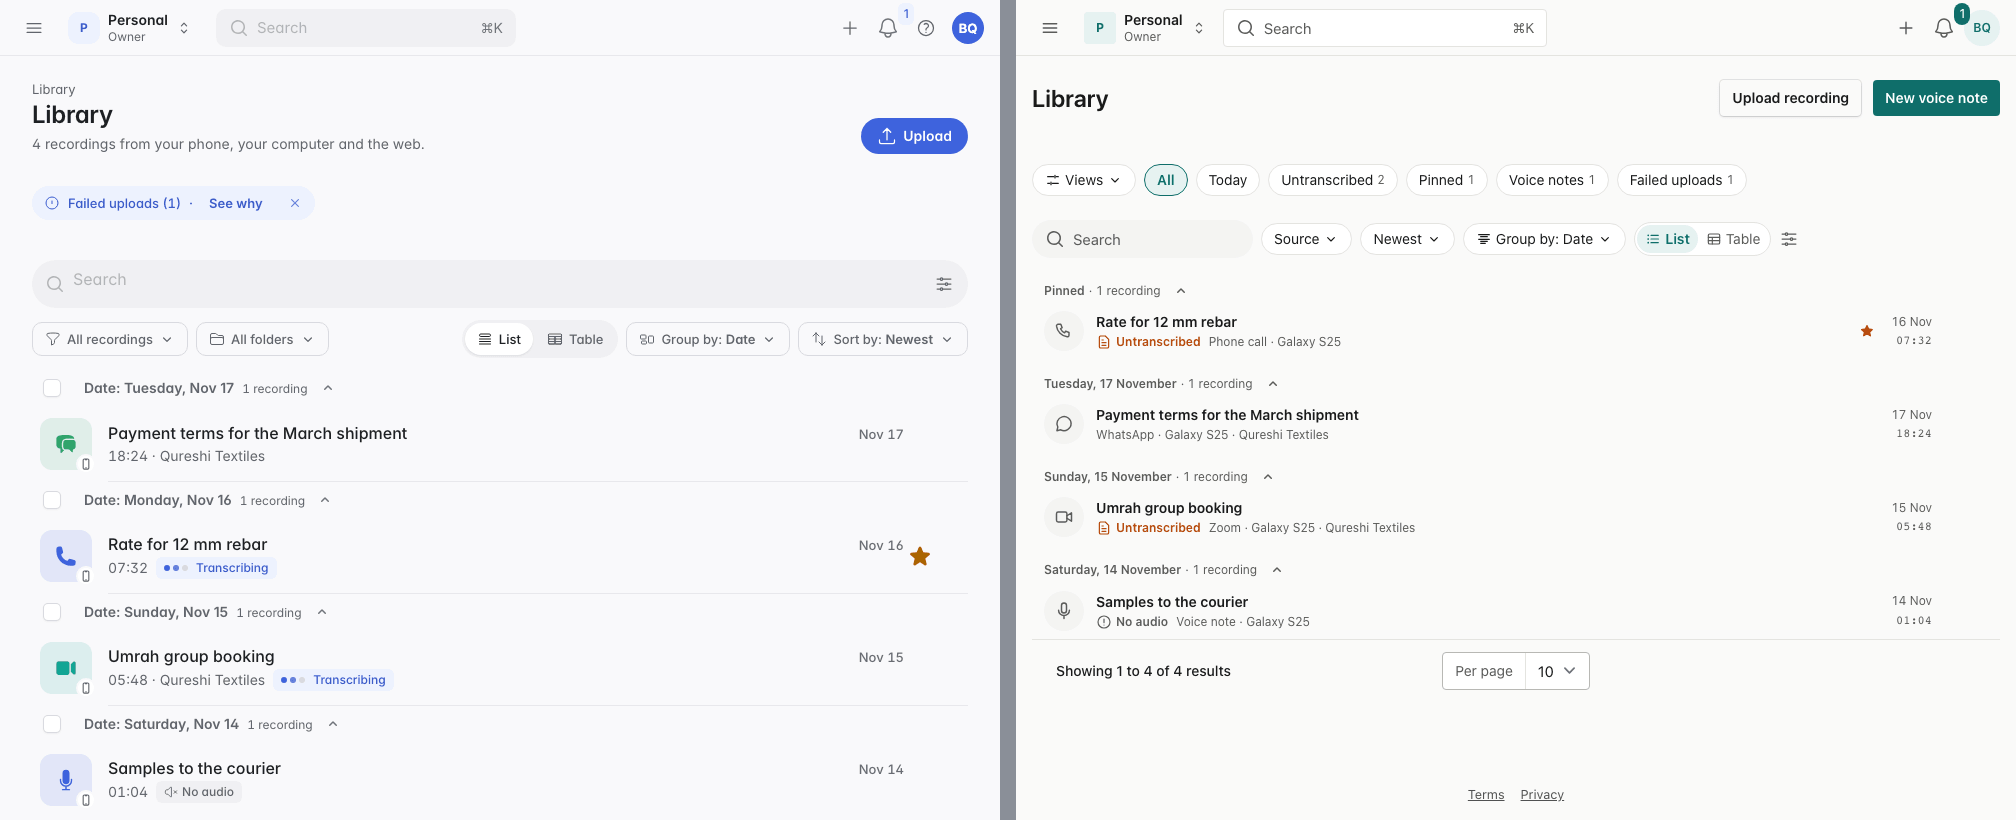 P
Personal
Owner
Search
⌘K
1
BQ
Library
Library
4 recordings from your phone, your computer and the web.
Upload
Failed uploads (1) · See why
Search
All recordings
All folders
List
Table
Group by: Date
Sort by: Newest
Date: Tuesday, Nov 17 1 recording
Payment terms for the March shipment
Nov 17
18:24 · Qureshi Textiles
Date: Monday, Nov 16 1 recording
Rate for 12 mm rebar
Nov 16
07:32 Transcribing
Date: Sunday, Nov 15 1 recording
Umrah group booking
Nov 15
05:48 · Qureshi Textiles Transcribing
Date: Saturday, Nov 14 1 recording
Samples to the courier
Nov 14
01:04 No audio
P
Personal
Owner
Search
⌘K
1
BQ
Library
Upload recording
New voice note
Views
All
Today
Untranscribed 2
Pinned 1
Voice notes 1
Failed uploads 1
Search
Source
Newest
Group by: Date
List
Table
Pinned · 1 recording
Rate for 12 mm rebar
16 Nov
Untranscribed Phone call · Galaxy S25
07:32
Tuesday, 17 November · 1 recording
Payment terms for the March shipment
17 Nov
WhatsApp · Galaxy S25 · Qureshi Textiles
18:24
Sunday, 15 November · 1 recording
Umrah group booking
15 Nov
Untranscribed Zoom · Galaxy S25 · Qureshi Textiles
05:48
Saturday, 14 November · 1 recording
Samples to the courier
14 Nov
No audio Voice note · Galaxy S25
01:04
Showing 1 to 4 of 4 results
Per page 10
Terms Privacy